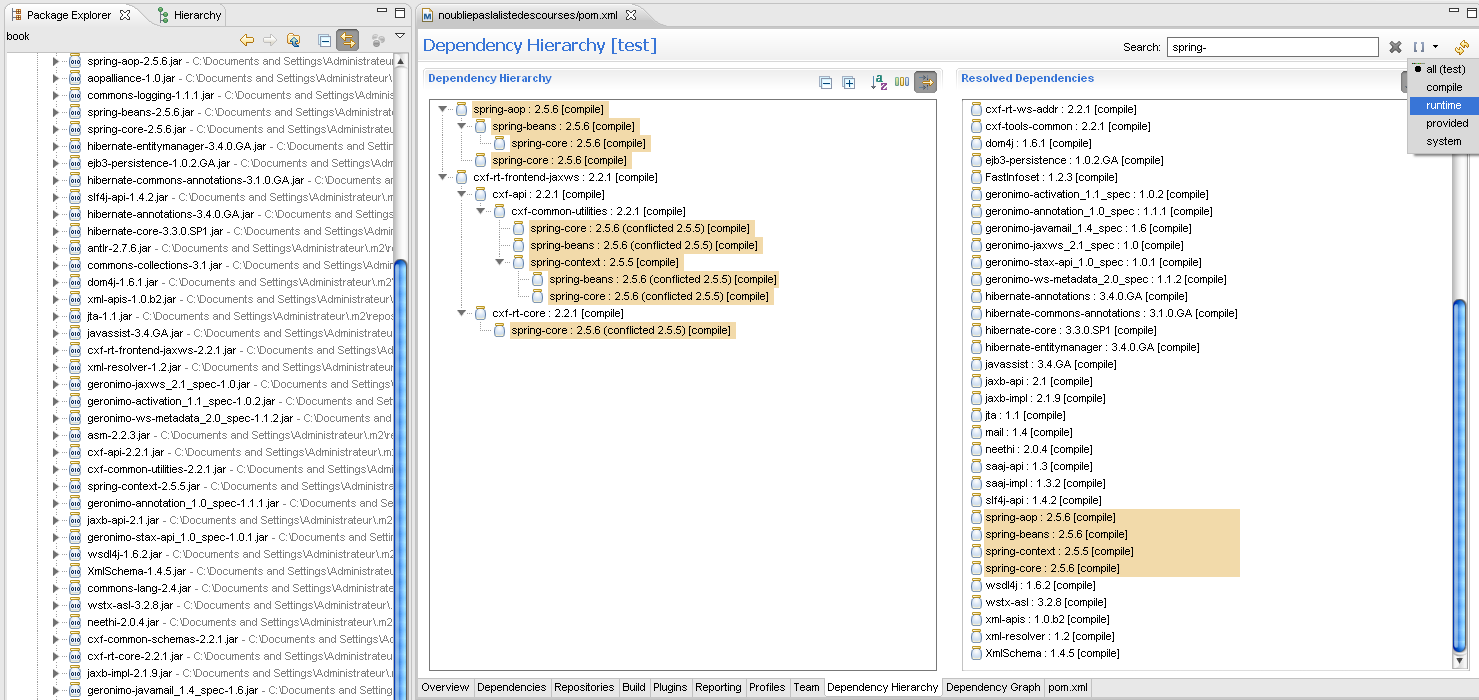 Package Explorer
Hierarchy
book
spring-aop-2.5.6.jar - C:\Documents and Settings\Administrateur\
aopalliance-1.0.jar - C:\Documents and Settings\Administrateur\.
commons-logging-1.1.1.jar - C:\Documents and Settings\Administ
spring-beans-2.5.6.jar - C:\Documents and Settings\Administrateu
spring-core-2.5.6.jar - C:\Documents and Settings\Administrateur
hibernate-entitymanager-3.4.0.GA.jar - C:\Documents and Setting
ejb3-persistence-1.0.2.GA.jar - C:\Documents and Settings\Admi
hibernate-commons-annotations-3.1.0.GA.jar - C:\Documents and
slf4j-api-1.4.2.jar - C:\Documents and Settings\Administrateur\.m
hibernate-annotations-3.4.0.GA.jar - C:\Documents and Settings
hibernate-core-3.3.0.SP1.jar - C:\Documents and Settings\Admini
antlr-2.7.6.jar - C:\Documents and Settings\Administrateur\.m2\r
commons-collections-3.1.jar - C:\Documents and Settings\Admini
dom4j-1.6.1.jar - C:\Documents and Settings\Administrateur\.m2\
xml-apis-1.0.b2.jar - C:\Documents and Settings\Administrateur\
jta-1.1.jar - C:\Documents and Settings\Administrateur\.m2\repos
javassist-3.4.GA.jar - C:\Documents and Settings\Administrateur\
cxf-rt-frontend-jaxws-2.2.1.jar - C:\Documents and Settings\Adm
xml-resolver-1.2.jar - C:\Documents and Settings\Administrateur\
geronimo-jaxws_2.1_spec-1.0.jar - C:\Documents and Settings\
geronimo-activation_1.1_spec-1.0.2.jar - C:\Documents and Setti
geronimo-ws-metadata_2.0_spec-1.1.2.jar - C:\Documents and
asm-2.2.3.jar - C:\Documents and Settings\Administrateur\.m2\re
cxf-api-2.2.1.jar - C:\Documents and Settings\Administrateur\.m
cxf-common-utilities-2.2.1.jar - C:\Documents and Settings\Admi
spring-context-2.5.5.jar - C:\Documents and Settings\Administrat
geronimo-annotation_1.0_spec-1.1.1.jar - C:\Documents and Se
jaxb-api-2.1.jar - C:\Documents and Settings\Administrateur\.m2
geronimo-stax-api_1.0_spec-1.0.1.jar - C:\Documents and Settin
wsdl4j-1.6.2.jar - C:\Documents and Settings\Administrateur\.m2
XmlSchema-1.4.5.jar - C:\Documents and Settings\Administrateur
commons-lang-2.4.jar - C:\Documents and Settings\Administrateu
wstx-asl-3.2.8.jar - C:\Documents and Settings\Administrateur\.
neethi-2.0.4.jar - C:\Documents and Settings\Administrateur\.m2
cxf-common-schemas-2.2.1.jar - C:\Documents and Settings\Ad
cxf-rt-core-2.2.1.jar - C:\Documents and Settings\Administrateur
jaxb-impl-2.1.9.jar - C:\Documents and Settings\Administrateur\.
geronimo-javamail_1.4_spec-1.6.jar - C:\Documents and Settings
noubliepaslalistedescourses/pom.xml
Dependency Hierarchy [test]
Search:
spring-
all (test)
compile
runtime
provided
system
Dependency Hierarchy
spring-aop : 2.5.6 [compile]
spring-beans : 2.5.6 [compile]
spring-core : 2.5.6 [compile]
spring-core : 2.5.6 [compile]
cxf-rt-frontend-jaxws : 2.2.1 [compile]
cxf-api : 2.2.1 [compile]
cxf-common-utilities : 2.2.1 [compile]
spring-core : 2.5.6 (conflicted 2.5.5) [compile]
spring-beans : 2.5.6 (conflicted 2.5.5) [compile]
spring-context : 2.5.5 [compile]
spring-beans : 2.5.6 (conflicted 2.5.5) [compile]
spring-core : 2.5.6 (conflicted 2.5.5) [compile]
cxf-rt-core : 2.2.1 [compile]
spring-core : 2.5.6 (conflicted 2.5.5) [compile]
Resolved Dependencies
cxf-rt-ws-addr : 2.2.1 [compile]
cxf-tools-common : 2.2.1 [compile]
dom4j : 1.6.1 [compile]
ejb3-persistence : 1.0.2.GA [compile]
FastInfoset : 1.2.3 [compile]
geronimo-activation_1.1_spec : 1.0.2 [compile]
geronimo-annotation_1.0_spec : 1.1.1 [compile]
geronimo-javamail_1.4_spec : 1.6 [compile]
geronimo-jaxws_2.1_spec : 1.0 [compile]
geronimo-stax-api_1.0_spec : 1.0.1 [compile]
geronimo-ws-metadata_2.0_spec : 1.1.2 [compile]
hibernate-annotations : 3.4.0.GA [compile]
hibernate-commons-annotations : 3.1.0.GA [compile]
hibernate-core : 3.3.0.SP1 [compile]
hibernate-entitymanager : 3.4.0.GA [compile]
javassist : 3.4.GA [compile]
jaxb-api : 2.1 [compile]
jaxb-impl : 2.1.9 [compile]
jta : 1.1 [compile]
mail : 1.4 [compile]
neethi : 2.0.4 [compile]
saaj-api : 1.3 [compile]
saaj-impl : 1.3.2 [compile]
slf4j-api : 1.4.2 [compile]
spring-aop : 2.5.6 [compile]
spring-beans : 2.5.6 [compile]
spring-context : 2.5.5 [compile]
spring-core : 2.5.6 [compile]
wsdl4j : 1.6.2 [compile]
wstx-asl : 3.2.8 [compile]
xml-apis : 1.0.b2 [compile]
xml-resolver : 1.2 [compile]
XmlSchema : 1.4.5 [compile]
Overview Dependencies Repositories Build Plugins Reporting Profiles Team Dependency Hierarchy Dependency Graph pom.xml